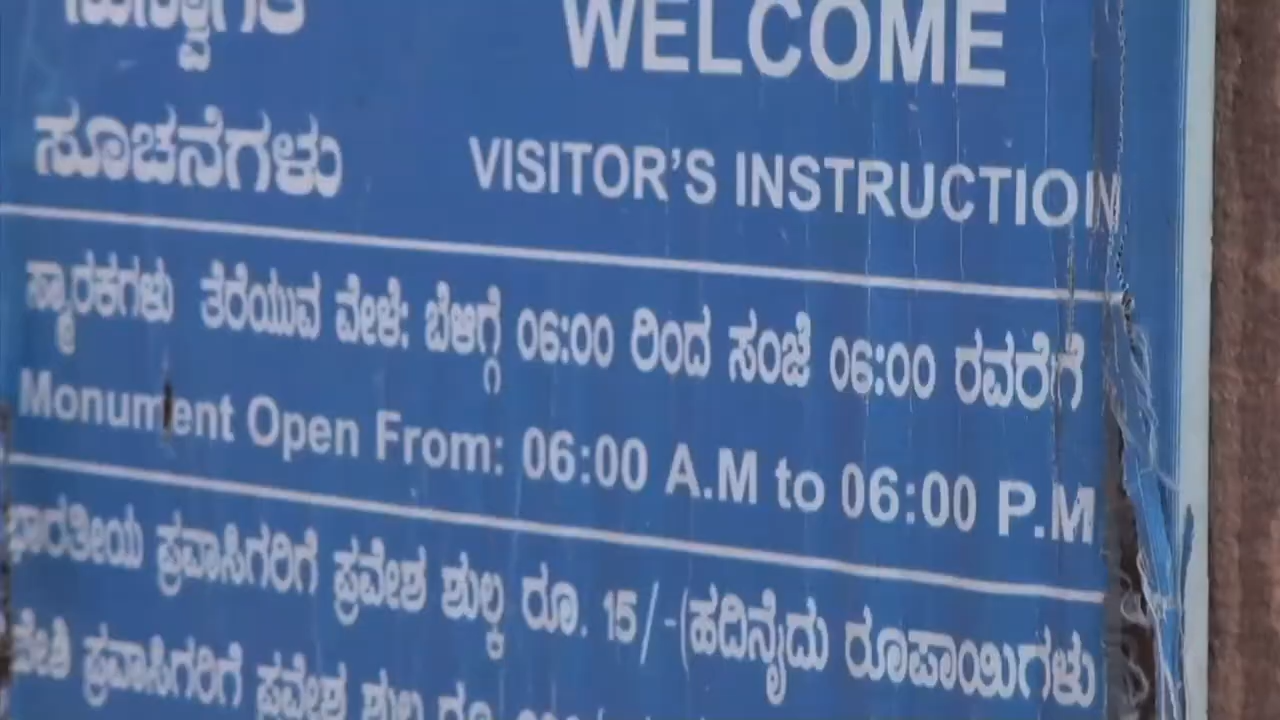 ಸುಸ್ವಾಗತ WELCOME
ಸೂಚನೆಗಳು VISITOR'S INSTRUCTION
ಸ್ಮಾರಕಗಳು ತೆರೆಯುವ ವೇಳೆ: ಬೆಳಿಗ್ಗೆ 06:00 ರಿಂದ ಸಂಜೆ 06:00 ರವರೆಗೆ
Monument Open From: 06:00 A.M to 06:00 P.M
ಭಾರತೀಯ ಪ್ರವಾಸಿಗರಿಗೆ ಪ್ರವೇಶ ಶುಲ್ಕ ರೂ. 15/-(ಹದಿನೈದು ರೂಪಾಯಿಗಳು
ಪ್ರವಾಸಿಗರಿಗೆ ಪ್ರವೇಶ ಶುಲ್ಕ ರೂ.